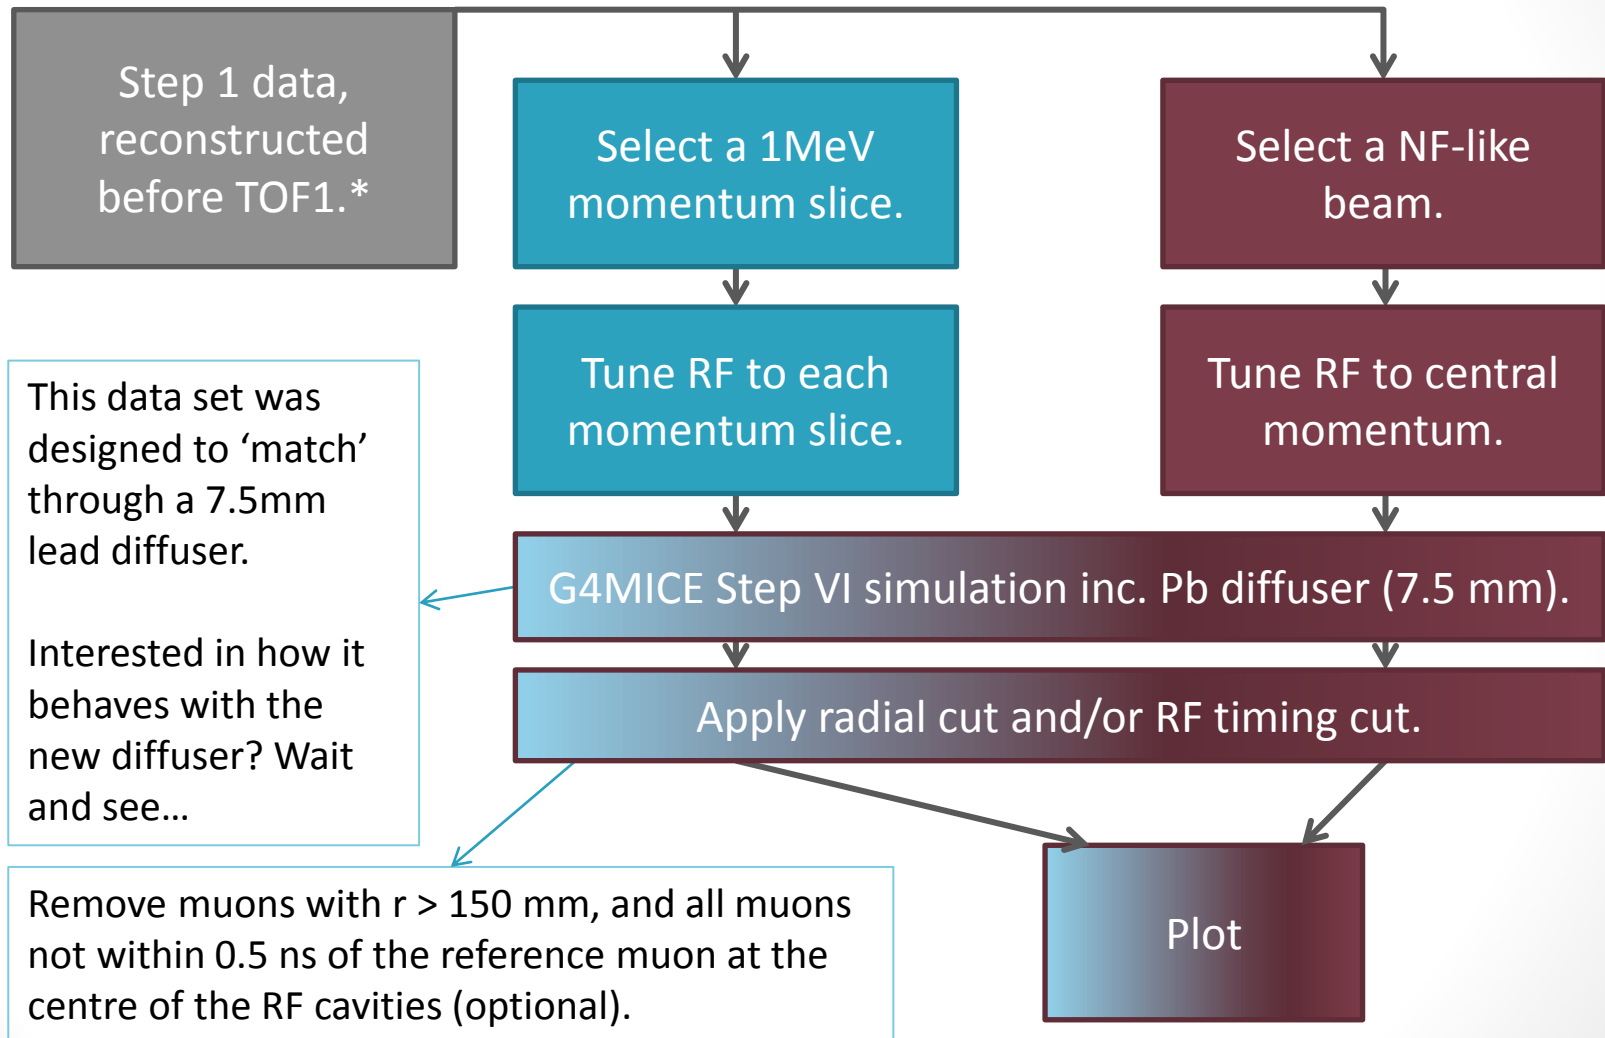 Step 1 data,
reconstructed
before TOF1.*
Select a 1MeV
momentum slice.
Select a NF-like
beam.
Tune RF to each
momentum slice.
Tune RF to central
momentum.
This data set was
designed to ‘match’
through a 7.5mm
lead diffuser.
Interested in how it
behaves with the
new diffuser? Wait
and see…
G4MICE Step VI simulation inc. Pb diffuser (7.5 mm).
Apply radial cut and/or RF timing cut.
Remove muons with r > 150 mm, and all muons
not within 0.5 ns of the reference muon at the
centre of the RF cavities (optional).
Plot